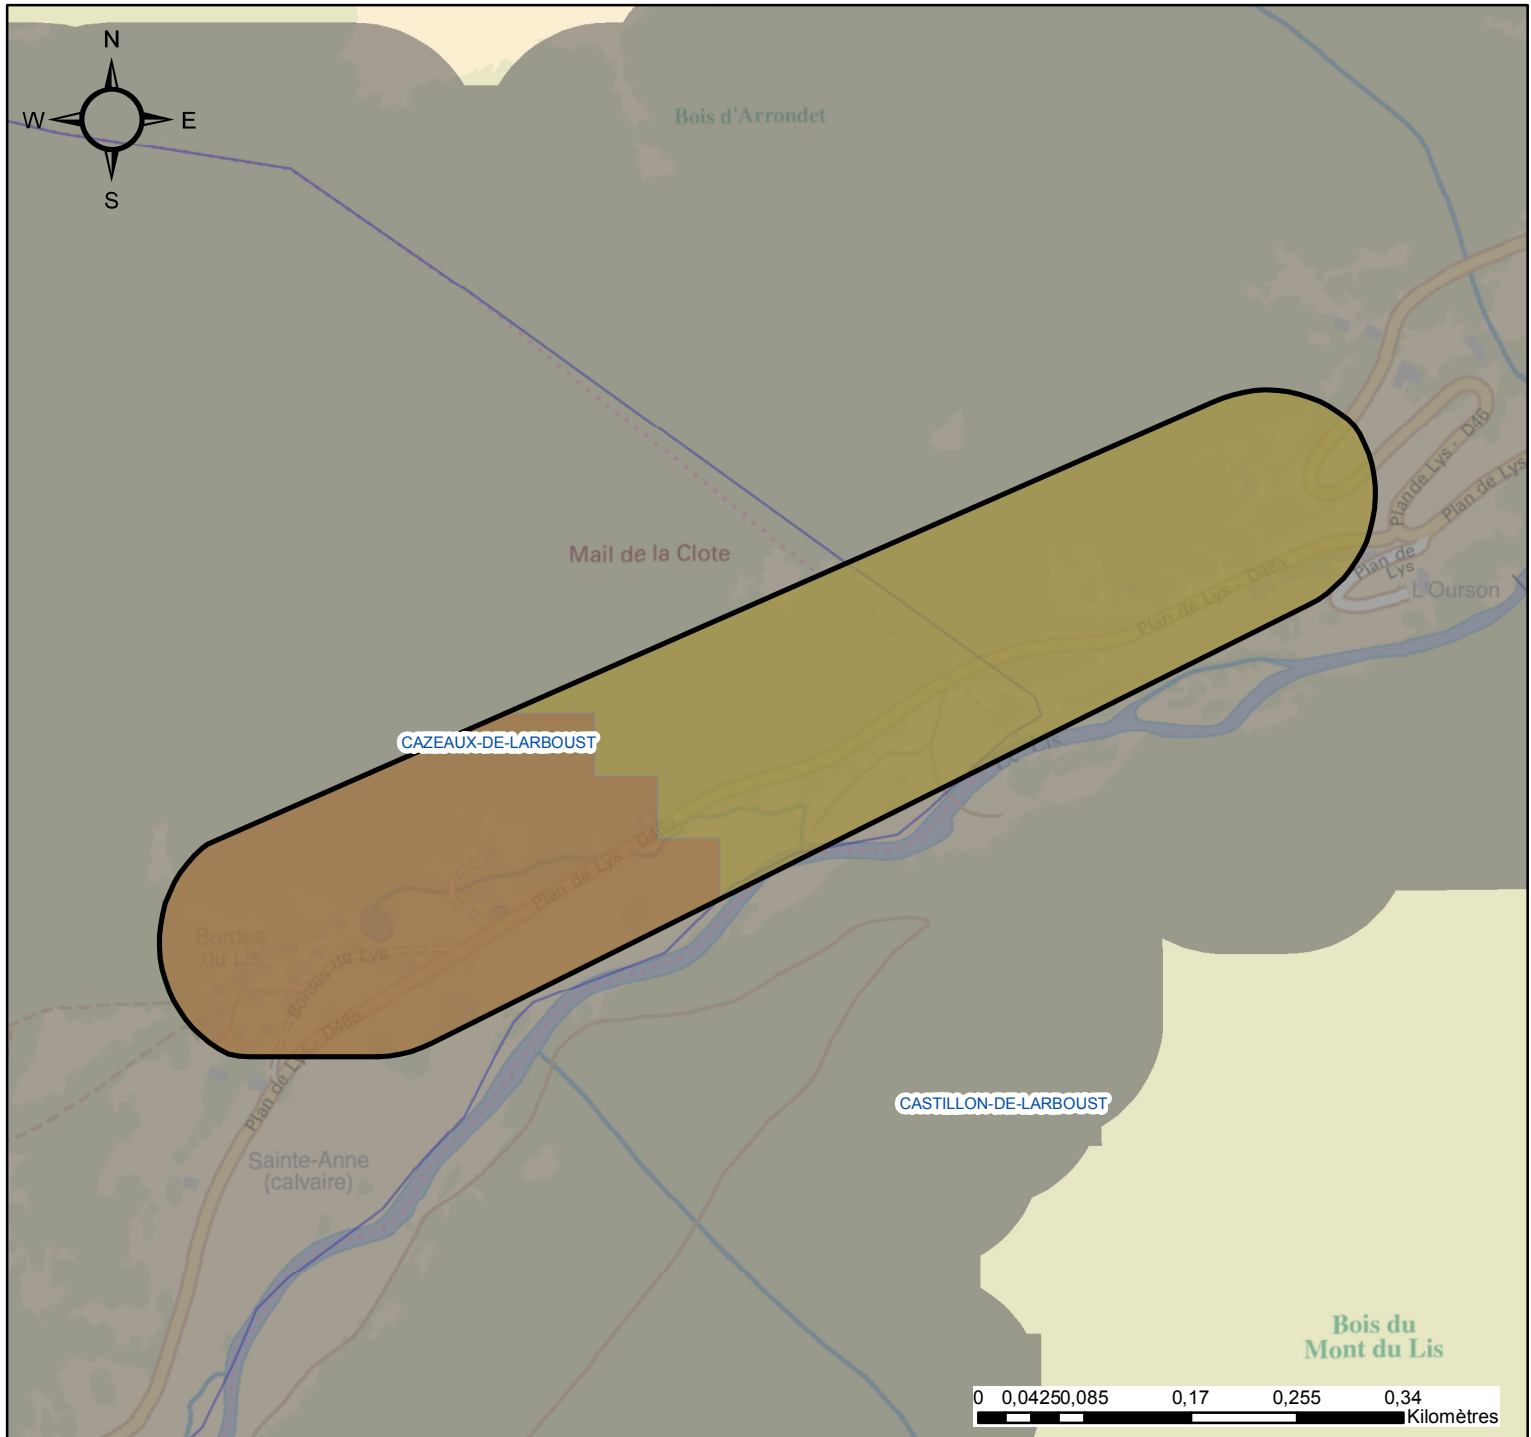 N
W E
S
Bois d'Arrondet
Mail de la Clote
Plan de Lys - D46
Plan de Lys
Plan de Lys - D46a
Plan de
Lys
L'Ourson
CAZEAUX-DE-LARBOUST
Le Lis
Plan de Lys - D46a
Bordes
du Lis
Bordes de Lys
Plan de Lys - D46a
CASTILLON-DE-LARBOUST
Sainte-Anne
(calvaire)
Bois du
Mont du Lis
0 0,0425 0,085 0,17 0,255 0,34
Kilomètres